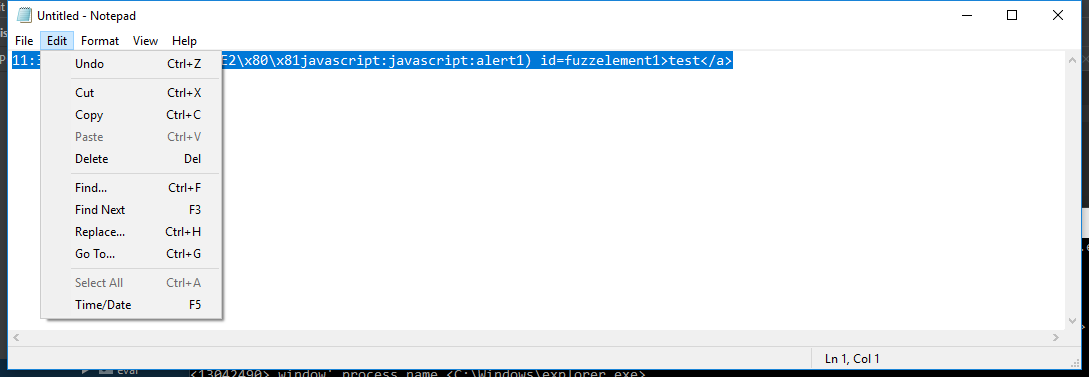 Untitled - Notepad
File Edit Format View Help
11:3 E2\x80\x81javascript:javascript:alert1) id=fuzzelement1>test</a>
Undo Ctrl+Z
Cut Ctrl+X
Copy Ctrl+C
Paste Ctrl+V
Delete Del
Find... Ctrl+F
Find Next F3
Replace... Ctrl+H
Go To... Ctrl+G
Select All Ctrl+A
Time/Date F5
Ln 1, Col 1
eval
<13042490> window' process name <C:\Windows\explorer.exe>